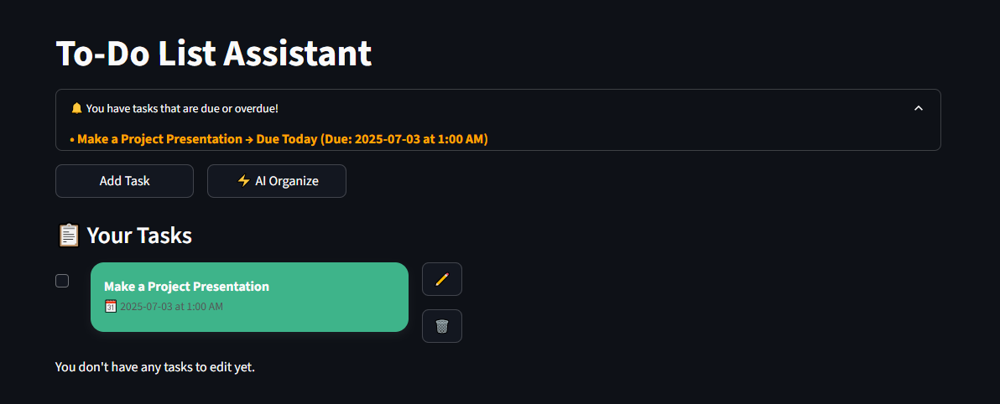 To-Do List Assistant
🔔 You have tasks that are due or overdue!
• Make a Project Presentation → Due Today (Due: 2025-07-03 at 1:00 AM)
Add Task
⚡ AI Organize
📋 Your Tasks
Make a Project Presentation
📅 2025-07-03 at 1:00 AM
You don't have any tasks to edit yet.